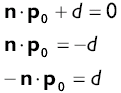 n · p₀ + d = 0
n · p₀ = −d
− n · p₀ = d